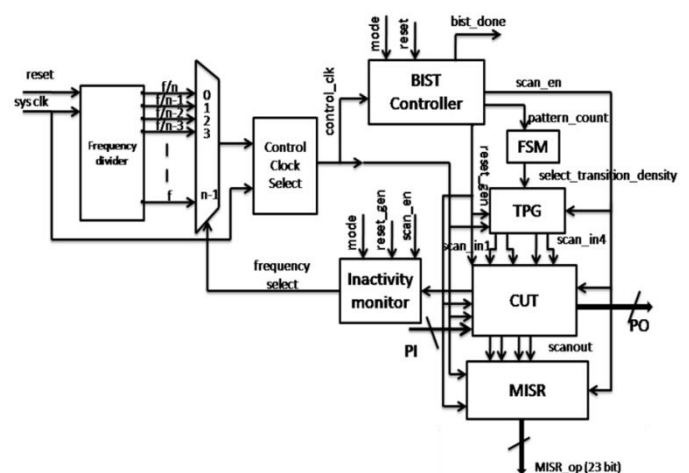 bist_done
mode
reset
scan_en
BIST
Controller
control_clk
pattern_count
FSM
select_transition_density
reset_gen
TPG
scan_in1
scan_in4
CUT
PO
PI
scanout
MISR
MISR_op (23 bit)
reset
sys clk
Frequency
divider
f/n
f/n-1
f/n-2
f/n-3
f
0
1
2
3
n-1
Control
Clock
Select
mode
reset_gen
scan_en
Inactivity
monitor
frequency
select